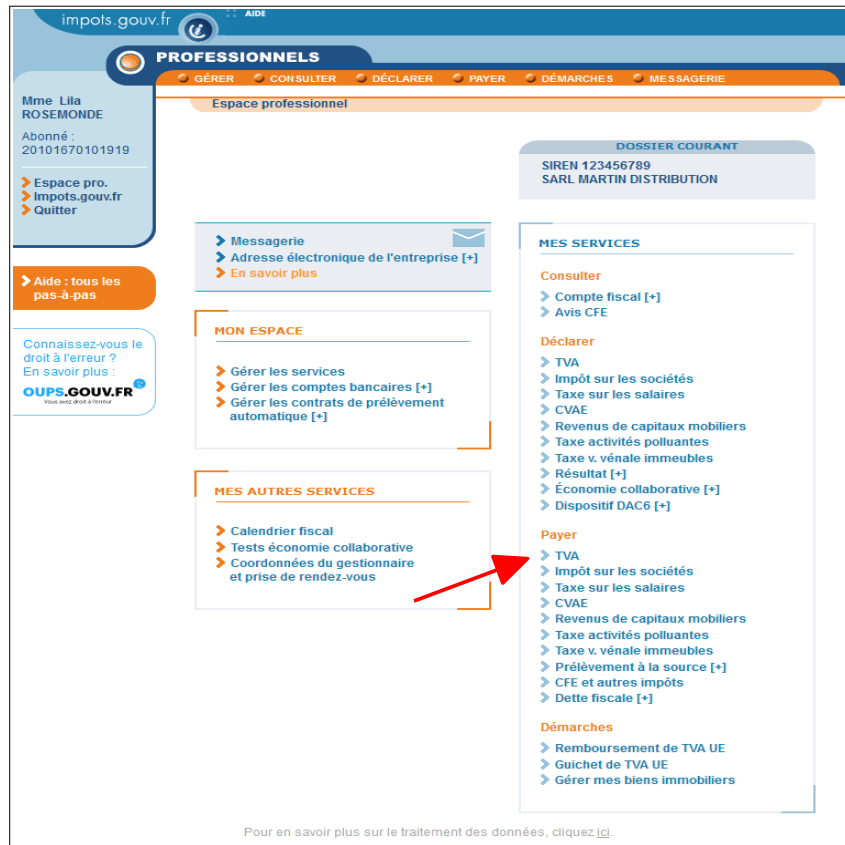 impots.gouv.fr
AIDE
PROFESSIONNELS
GÉRER CONSULTER DÉCLARER PAYER DÉMARCHES MESSAGERIE
Mme Lila
ROSEMONDE
Abonné :
20101670101919
Espace pro.
Impots.gouv.fr
Quitter
Aide : tous les
pas-à-pas
Connaissez-vous le
droit à l'erreur ?
En savoir plus :
OUPS.GOUV.FR
Vous avez droit à l'erreur
Espace professionnel
DOSSIER COURANT
SIREN 123456789
SARL MARTIN DISTRIBUTION
Messagerie
Adresse électronique de l'entreprise [+]
En savoir plus
MON ESPACE
Gérer les services
Gérer les comptes bancaires [+]
Gérer les contrats de prélèvement
automatique [+]
MES AUTRES SERVICES
Calendrier fiscal
Tests économie collaborative
Coordonnées du gestionnaire
et prise de rendez-vous
MES SERVICES
Consulter
Compte fiscal [+]
Avis CFE
Déclarer
TVA
Impôt sur les sociétés
Taxe sur les salaires
CVAE
Revenus de capitaux mobiliers
Taxe activités polluantes
Taxe v. vénale immeubles
Résultat [+]
Économie collaborative [+]
Dispositif DAC6 [+]
Payer
TVA
Impôt sur les sociétés
Taxe sur les salaires
CVAE
Revenus de capitaux mobiliers
Taxe activités polluantes
Taxe v. vénale immeubles
Prélèvement à la source [+]
CFE et autres impôts
Dette fiscale [+]
Démarches
Remboursement de TVA UE
Guichet de TVA UE
Gérer mes biens immobiliers
Pour en savoir plus sur le traitement des données, cliquez ici.